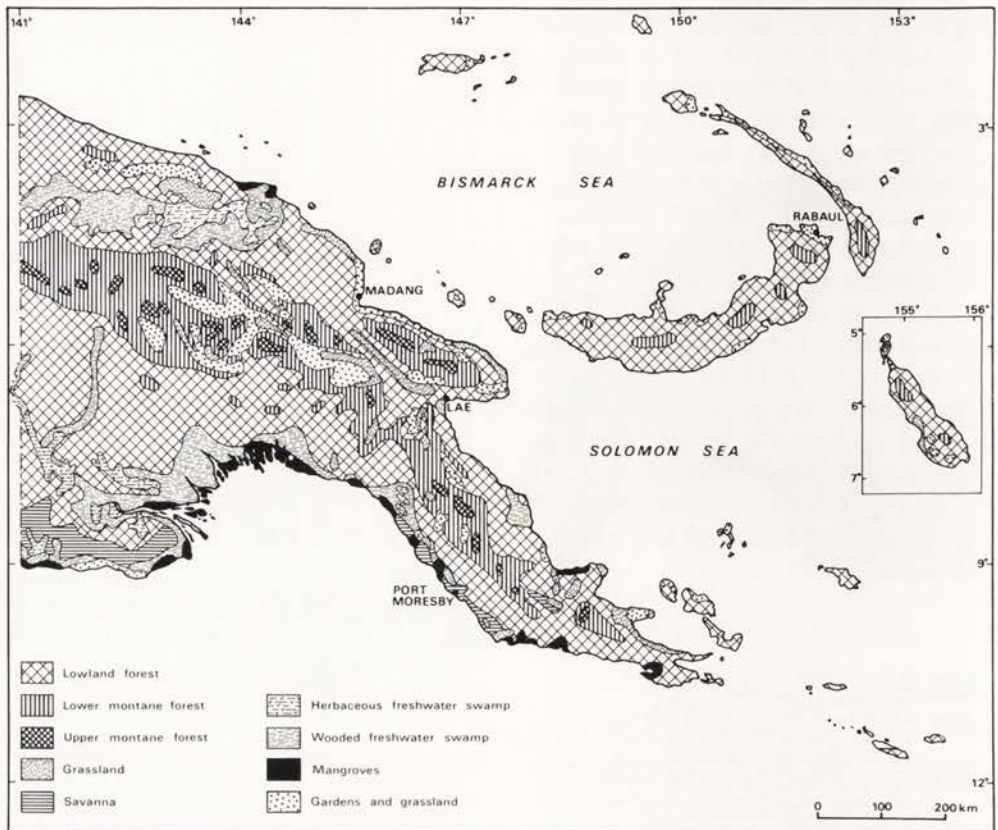 141°
144°
147°
150°
153°
3°
BISMARCK SEA
RABAUL
MADANG
155°
156°
5°
6°
7°
LAE
SOLOMON SEA
9°
PORT
MORESBY
Lowland forest
Lower montane forest
Upper montane forest
Grassland
Savanna
Herbaceous freshwater swamp
Wooded freshwater swamp
Mangroves
Gardens and grassland
12°
0 100 200 km